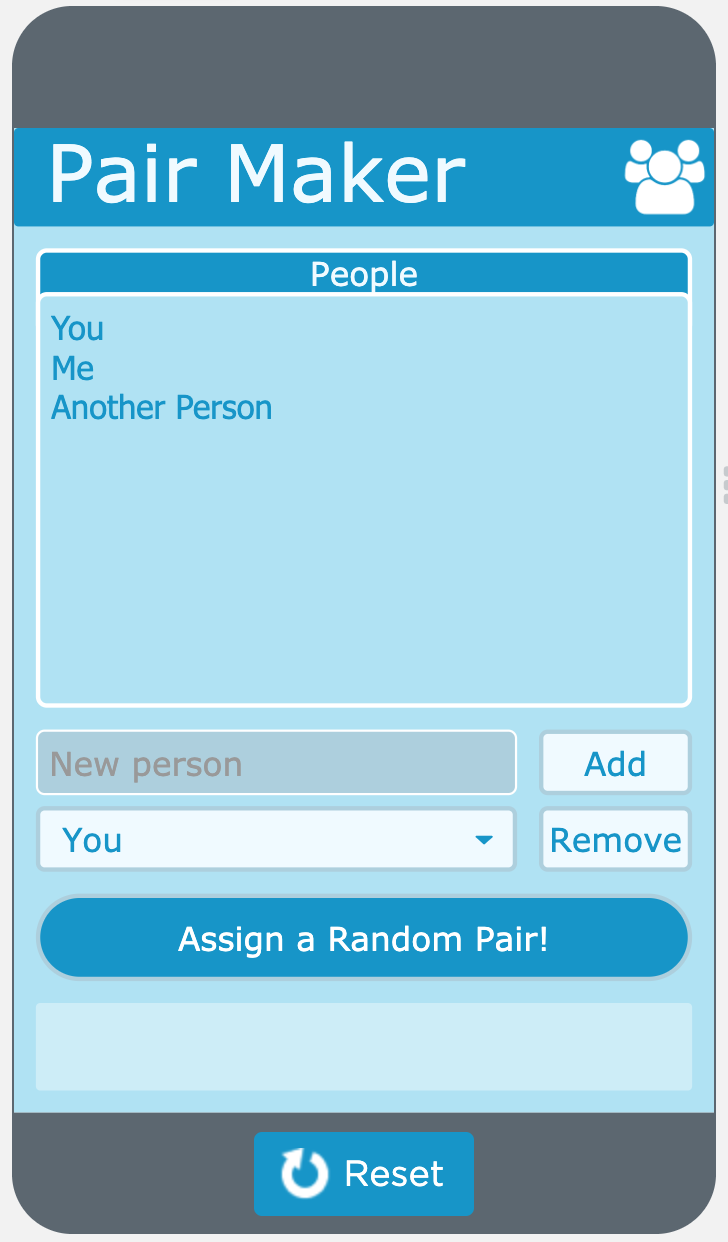 Pair Maker
People
You
Me
Another Person
New person
Add
You
Remove
Assign a Random Pair!
Reset